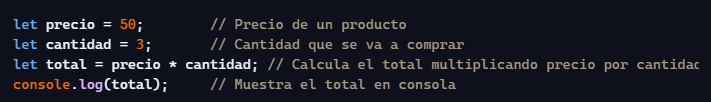 let precio = 50;        // Precio de un producto
let cantidad = 3;       // Cantidad que se va a comprar
let total = precio * cantidad; // Calcula el total multiplicando precio por cantidad
console.log(total);     // Muestra el total en consola